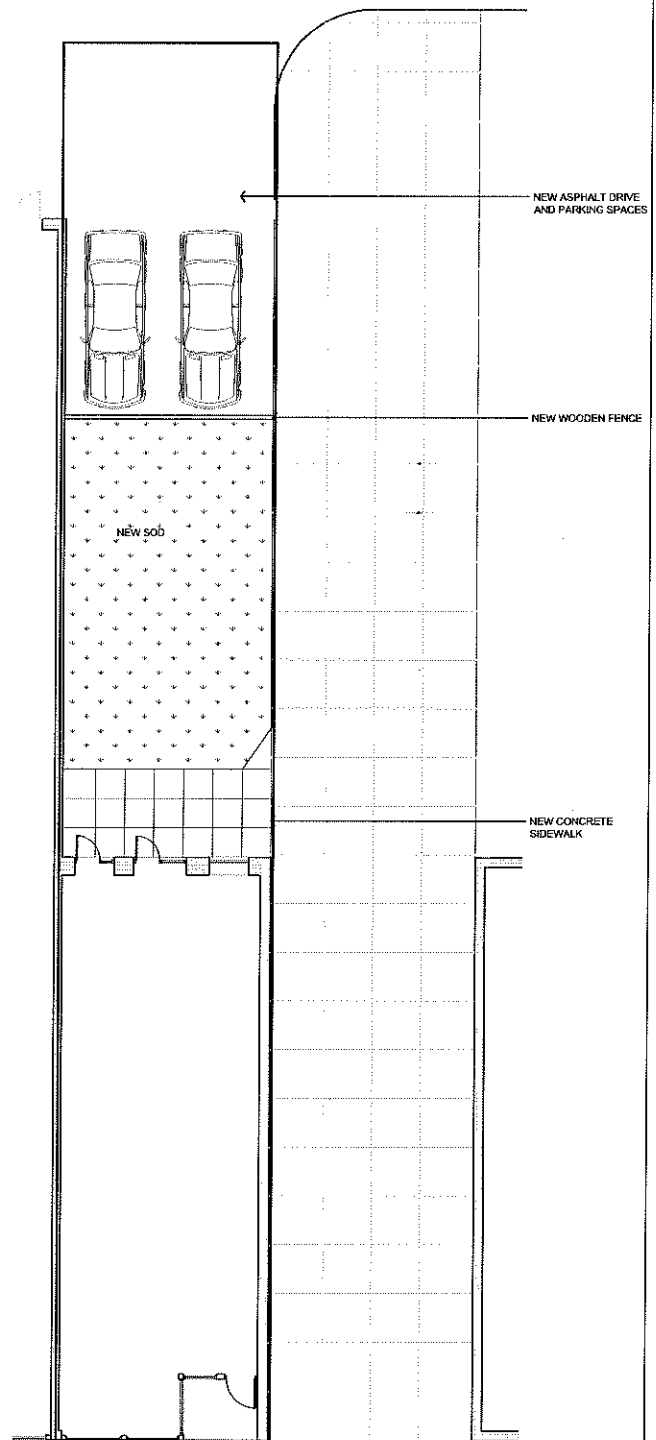 NEW ASPHALT DRIVE
AND PARKING SPACES
NEW WOODEN FENCE
NEW SOD
NEW CONCRETE
SIDEWALK